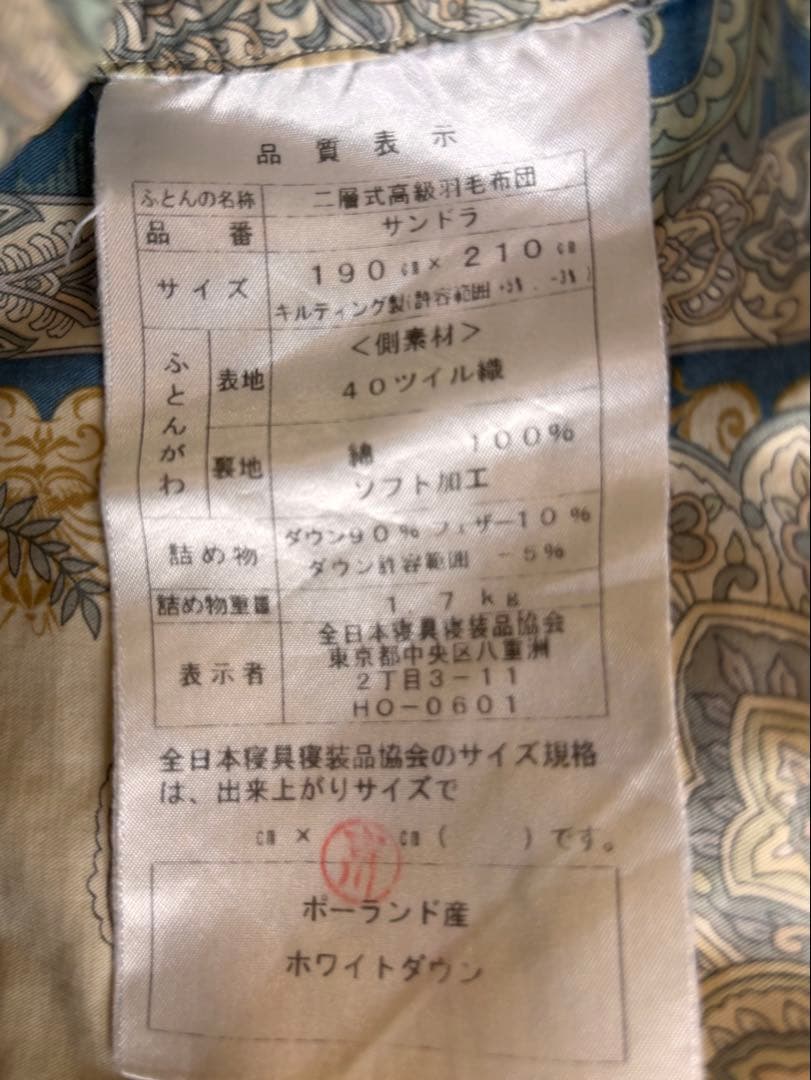 品質表示
ふとんの名称 二層式高級羽毛布団
品番 サンドラ
サイズ 190cm×210cm
キルティング製(許容範囲+5%.-3%)
ふとんがわ 表地 <側素材>
40ツイル織
裏地 綿 100%
ソフト加工
詰め物 ダウン90%フェザー10%
ダウン許容範囲 -5%
詰め物重量 1.7kg
表示者 全日本寝具寝装品協会
東京都中央区八重洲
2丁目3-11
HO-0601
全日本寝具寝装品協会のサイズ規格
は、出来上がりサイズで
cm × cm ( ) です。
ポーランド産
ホワイトダウン